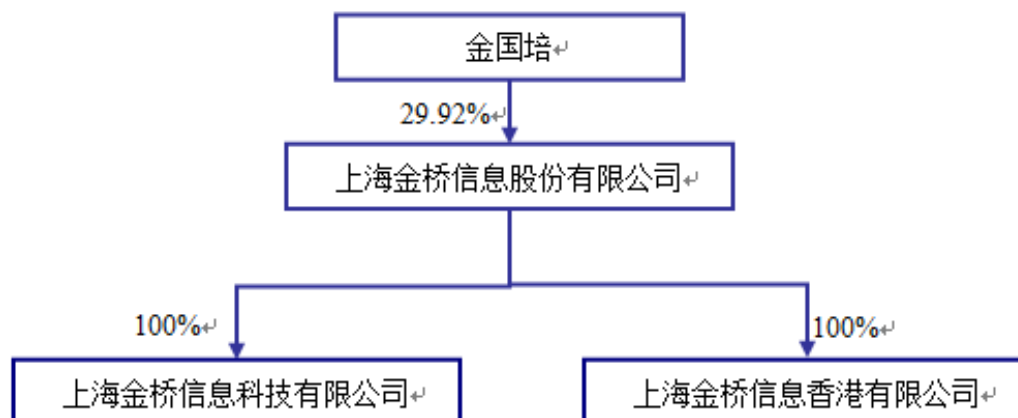 金国培
29.92%
上海金桥信息股份有限公司
100%
100%
上海金桥信息科技有限公司
上海金桥信息香港有限公司